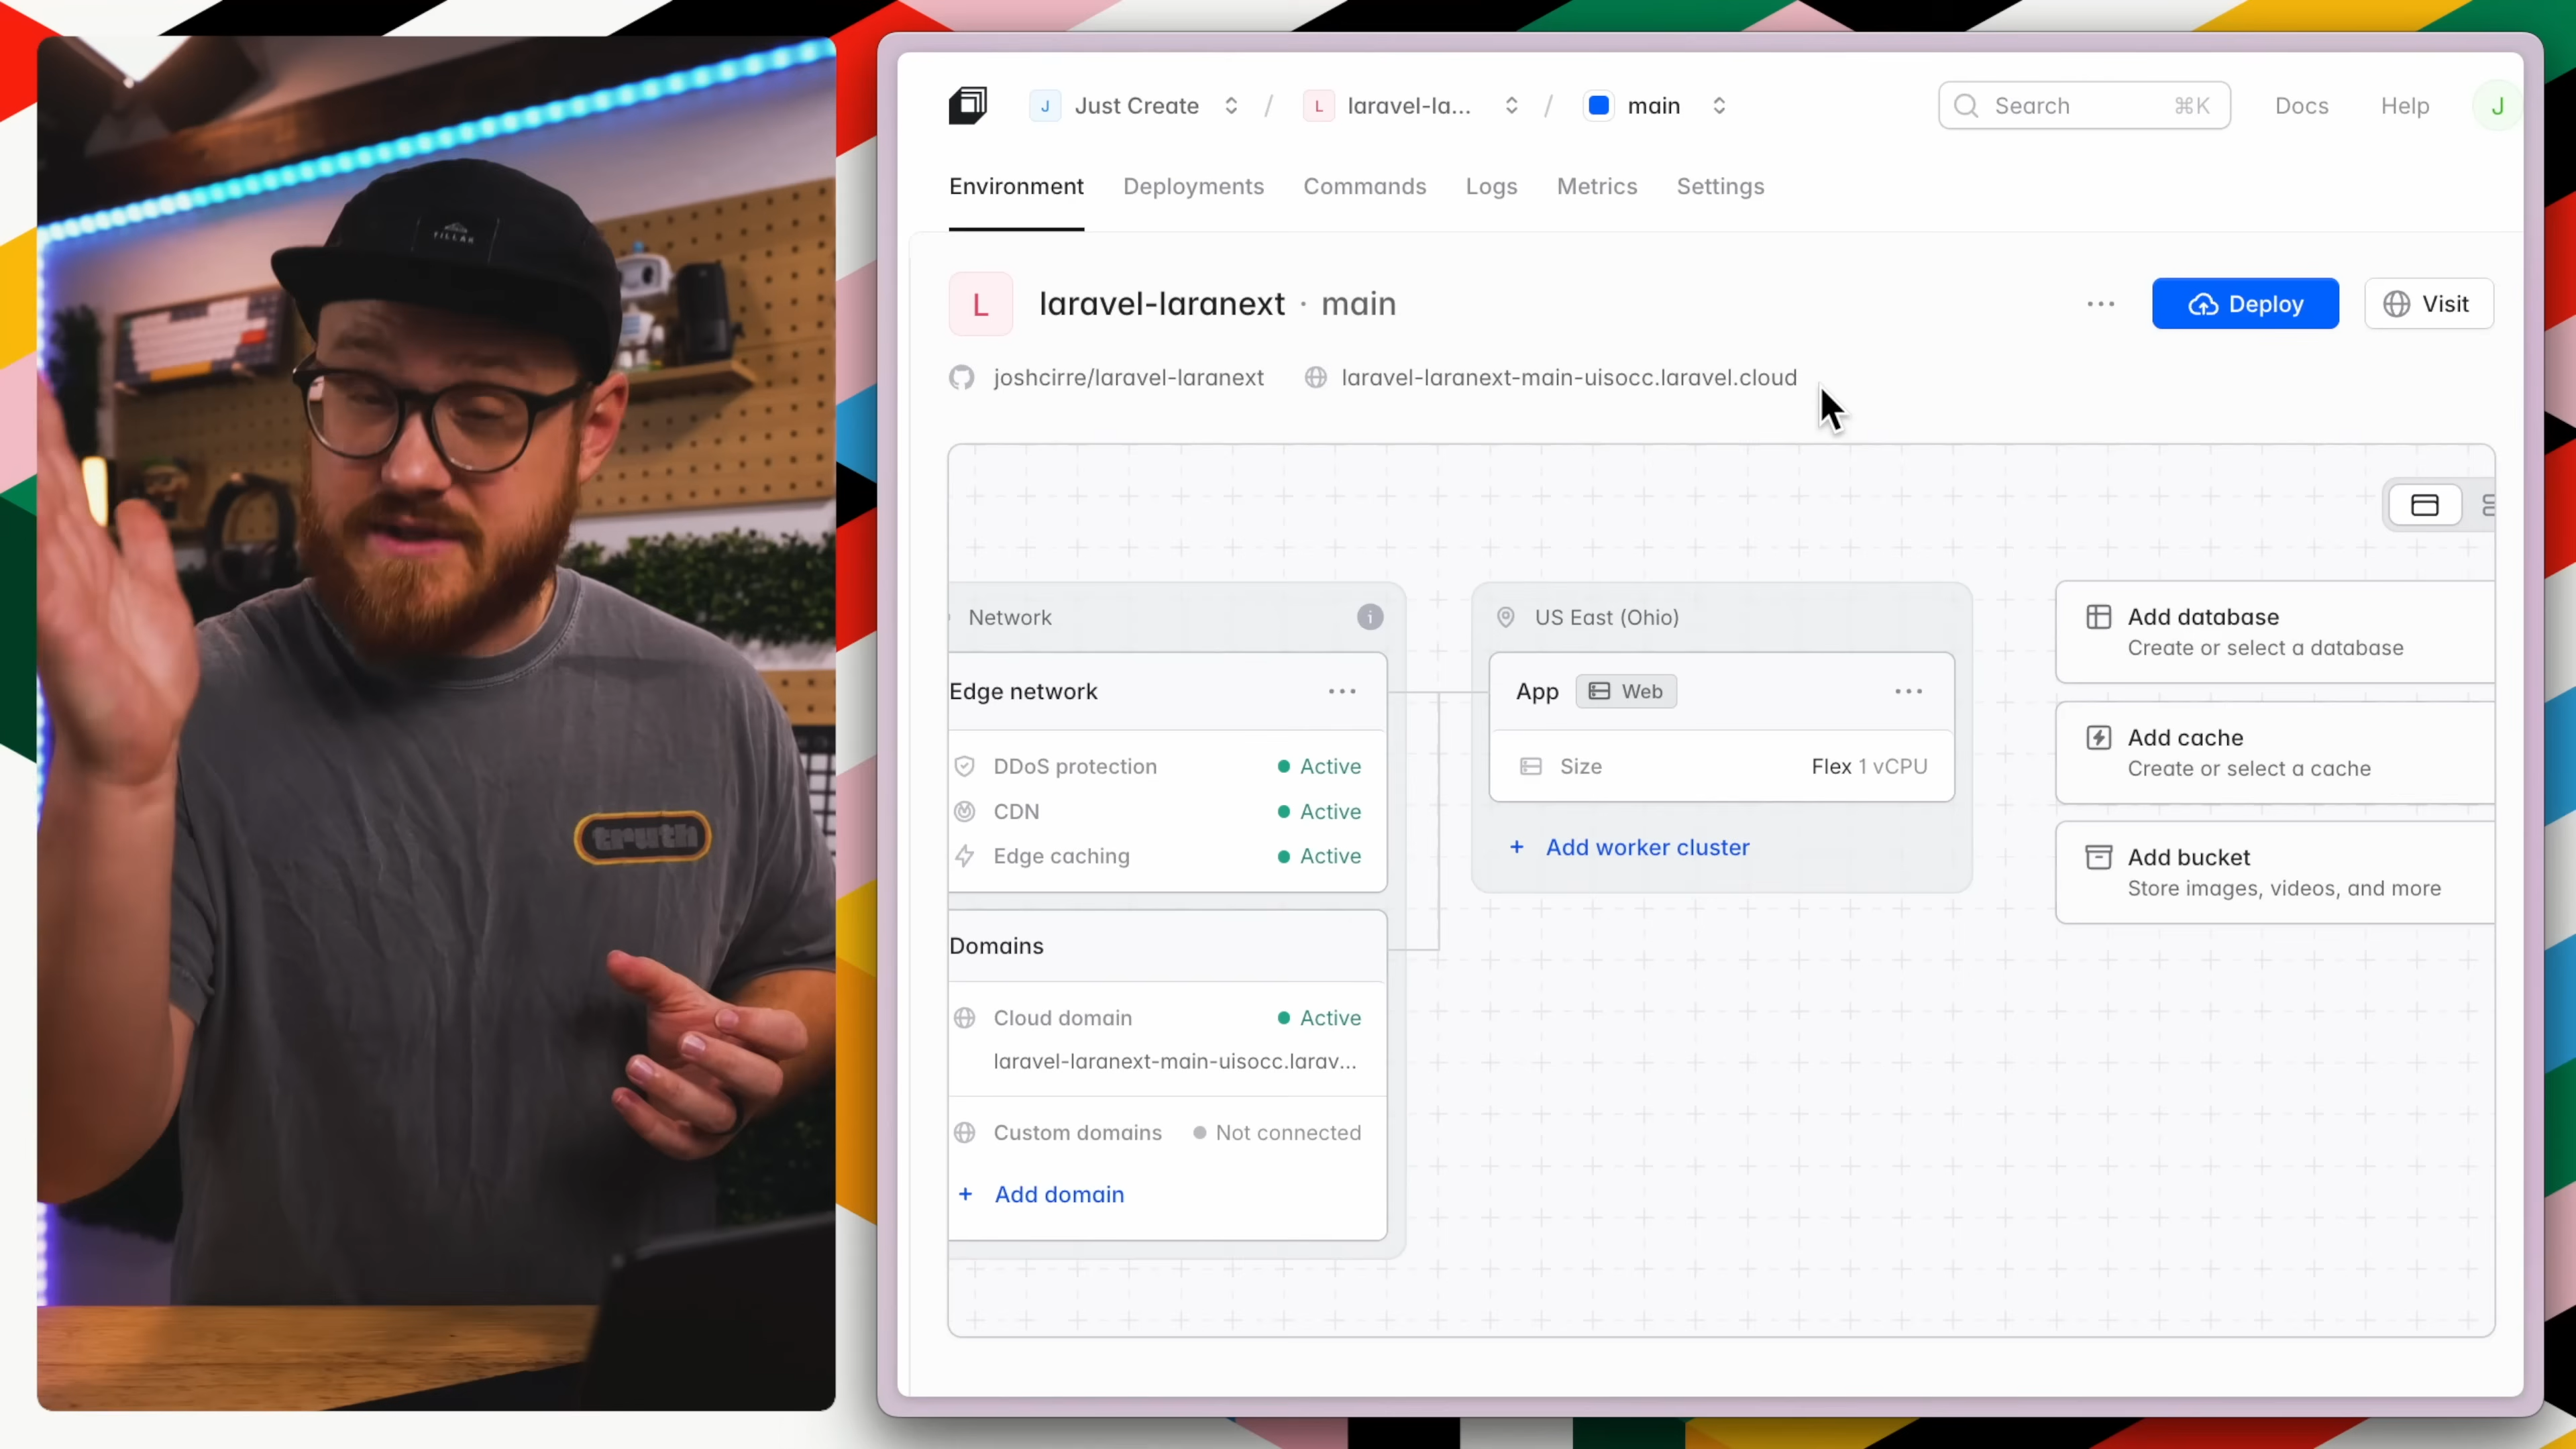 J Just Create / L laravel-la... / main
Search ⌘K Docs Help J
Environment Deployments Commands Logs Metrics Settings
L laravel-laranext · main
Deploy
Visit
joshcirre/laravel-laranext laravel-laranext-main-uisocc.laravel.cloud
Network
Edge network
DDoS protection Active
CDN Active
Edge caching Active
Domains
Cloud domain Active
laravel-laranext-main-uisocc.larav...
Custom domains Not connected
+ Add domain
US East (Ohio)
App Web
Size Flex 1 vCPU
+ Add worker cluster
Add database
Create or select a database
Add cache
Create or select a cache
Add bucket
Store images, videos, and more
truth